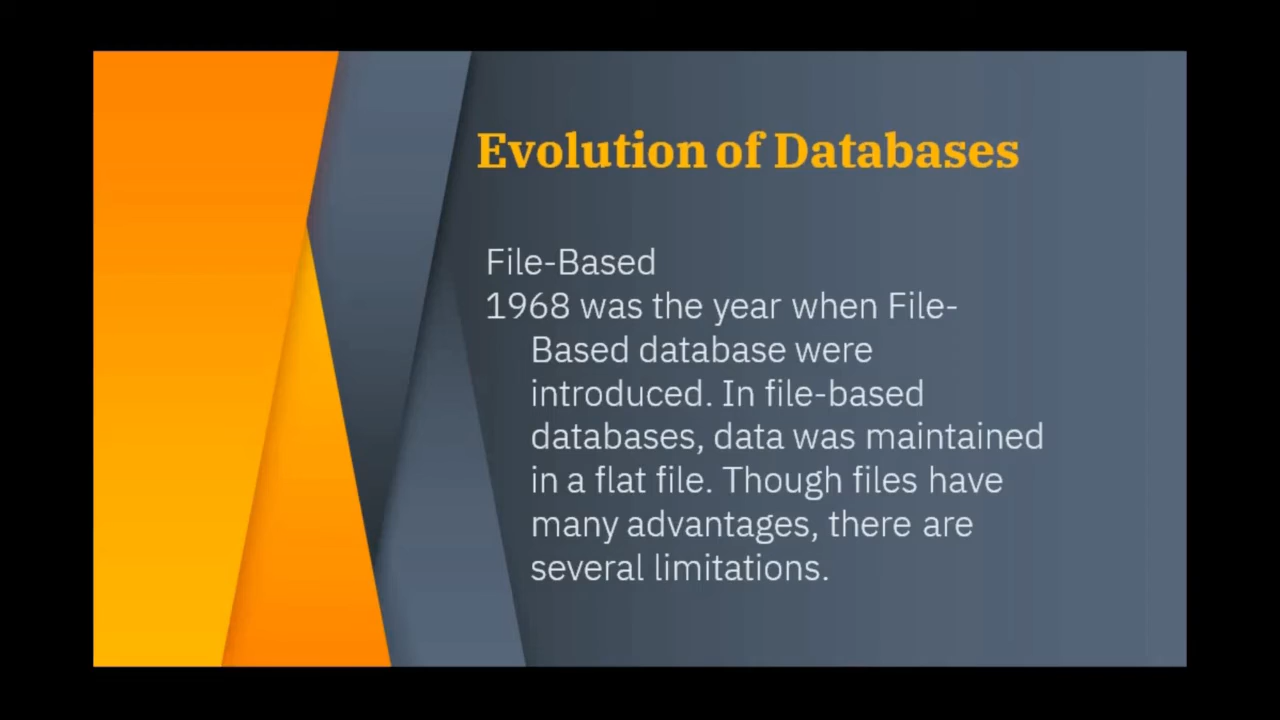 Evolution of Databases
File-Based
1968 was the year when File-
Based database were
introduced. In file-based
databases, data was maintained
in a flat file. Though files have
many advantages, there are
several limitations.